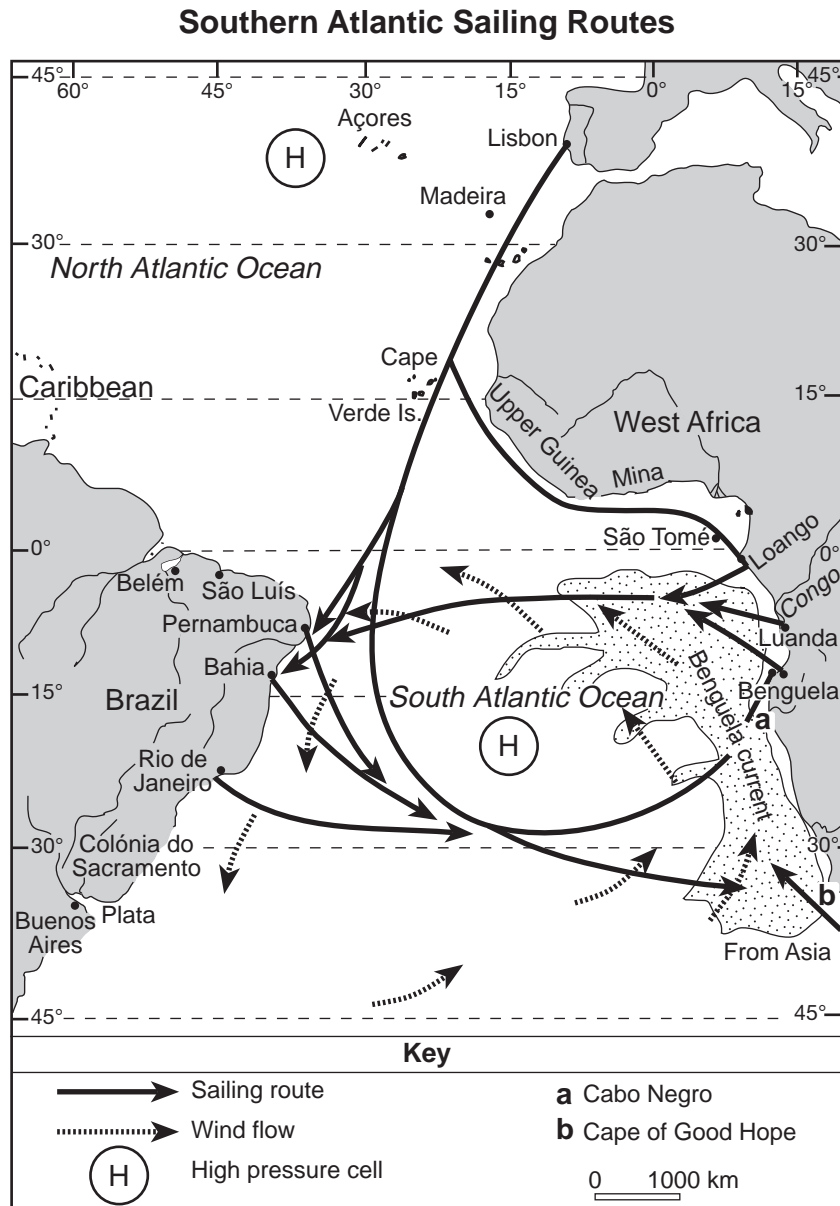 Southern Atlantic Sailing Routes
45°
60°
45°
30°
15°
0°
15°
Açores
H
Lisbon
Madeira
30°
30°
North Atlantic Ocean
Cape
Verde Is.
Caribbean
15°
15°
Upper Guinea
West Africa
Mina
São Tomé
Loango
0°
0°
Belém
São Luís
Congo
Pernambuca
Luanda
Bahia
Benguela
15°
Brazil
South Atlantic Ocean
a
Benguela current
H
Rio de
Janeiro
Colónia do
Sacramento
30°
30°
b
Buenos
Aires
Plata
From Asia
45°
45°
Key
Sailing route
a Cabo Negro
Wind flow
b Cape of Good Hope
H
High pressure cell
0 1000 km